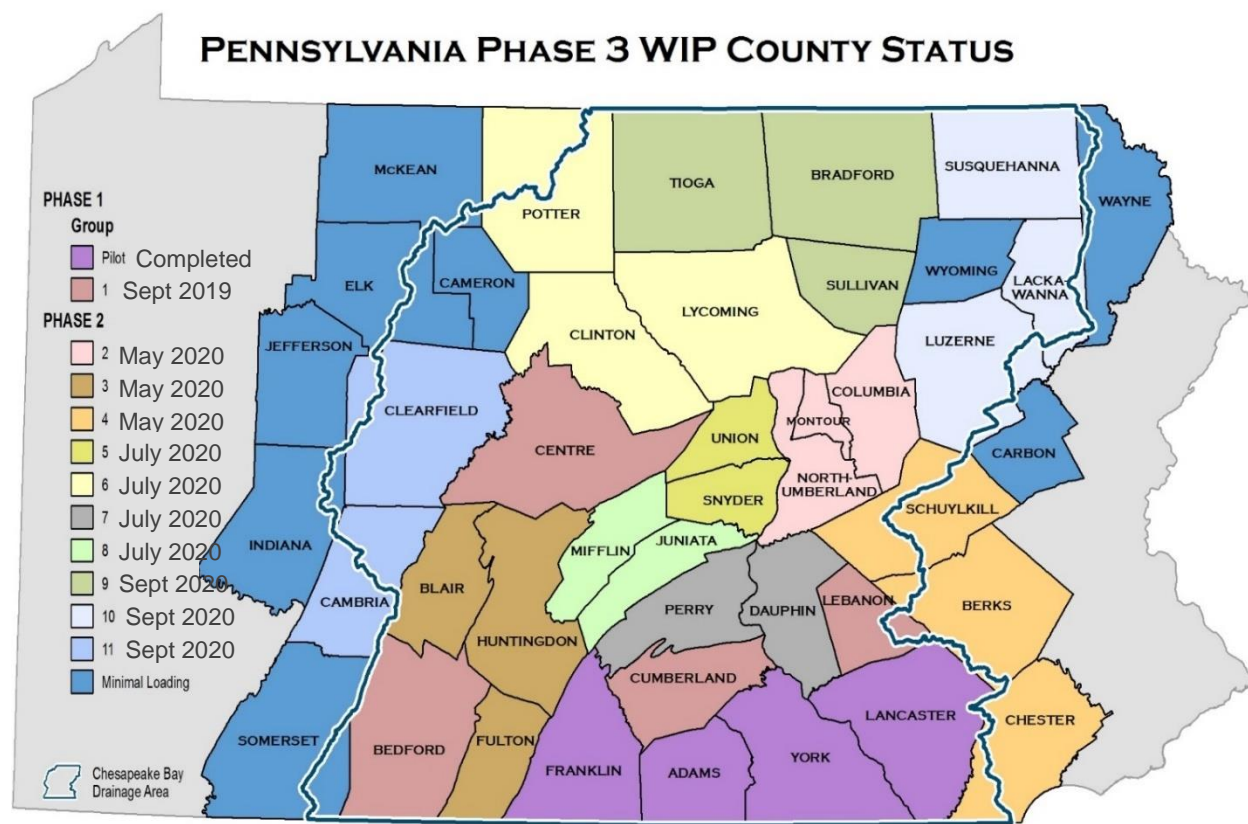 PENNSYLVANIA PHASE 3 WIP COUNTY STATUS
PHASE 1
Group
Pilot Completed
1 Sept 2019
PHASE 2
2 May 2020
3 May 2020
4 May 2020
5 July 2020
6 July 2020
7 July 2020
8 July 2020
9 Sept 2020
10 Sept 2020
11 Sept 2020
Minimal Loading
Chesapeake Bay
Drainage Area
MCKEAN
POTTER
TIOGA
BRADFORD
SUSQUEHANNA
WAYNE
ELK
CAMERON
SULLIVAN
WYOMING
LACKA-
WANNA
JEFFERSON
CLINTON
LYCOMING
LUZERNE
CLEARFIELD
COLUMBIA
CENTRE
UNION
MONTOUR
CARBON
SNYDER
NORTH-
UMBERLAND
SCHUYLKILL
INDIANA
MIFFLIN
JUNIATA
CAMBRIA
BLAIR
HUNTINGDON
PERRY
DAUPHIN
LEBANON
BERKS
CUMBERLAND
SOMERSET
BEDFORD
FULTON
FRANKLIN
ADAMS
YORK
LANCASTER
CHESTER